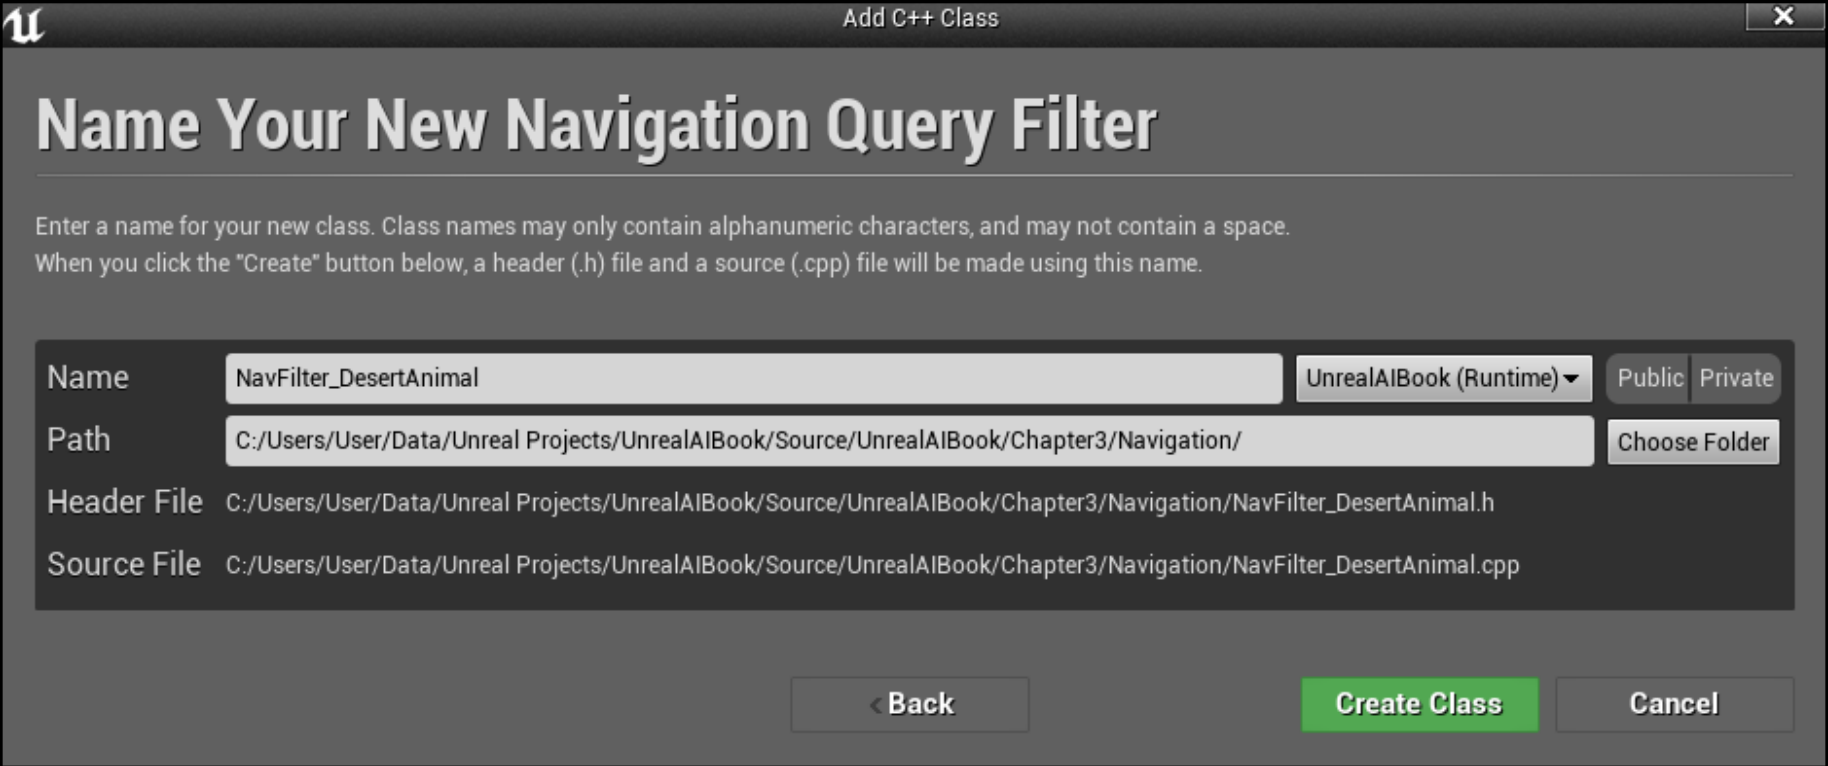 Add C++ Class
Name Your New Navigation Query Filter
Enter a name for your new class. Class names may only contain alphanumeric characters, and may not contain a space.
When you click the "Create" button below, a header (.h) file and a source (.cpp) file will be made using this name.
Name NavFilter_DesertAnimal UnrealAIBook (Runtime) Public Private
Path C:/Users/User/Data/Unreal Projects/UnrealAIBook/Source/UnrealAIBook/Chapter3/Navigation/ Choose Folder
Header File C:/Users/User/Data/Unreal Projects/UnrealAIBook/Source/UnrealAIBook/Chapter3/Navigation/NavFilter_DesertAnimal.h
Source File C:/Users/User/Data/Unreal Projects/UnrealAIBook/Source/UnrealAIBook/Chapter3/Navigation/NavFilter_DesertAnimal.cpp
Back Create Class Cancel